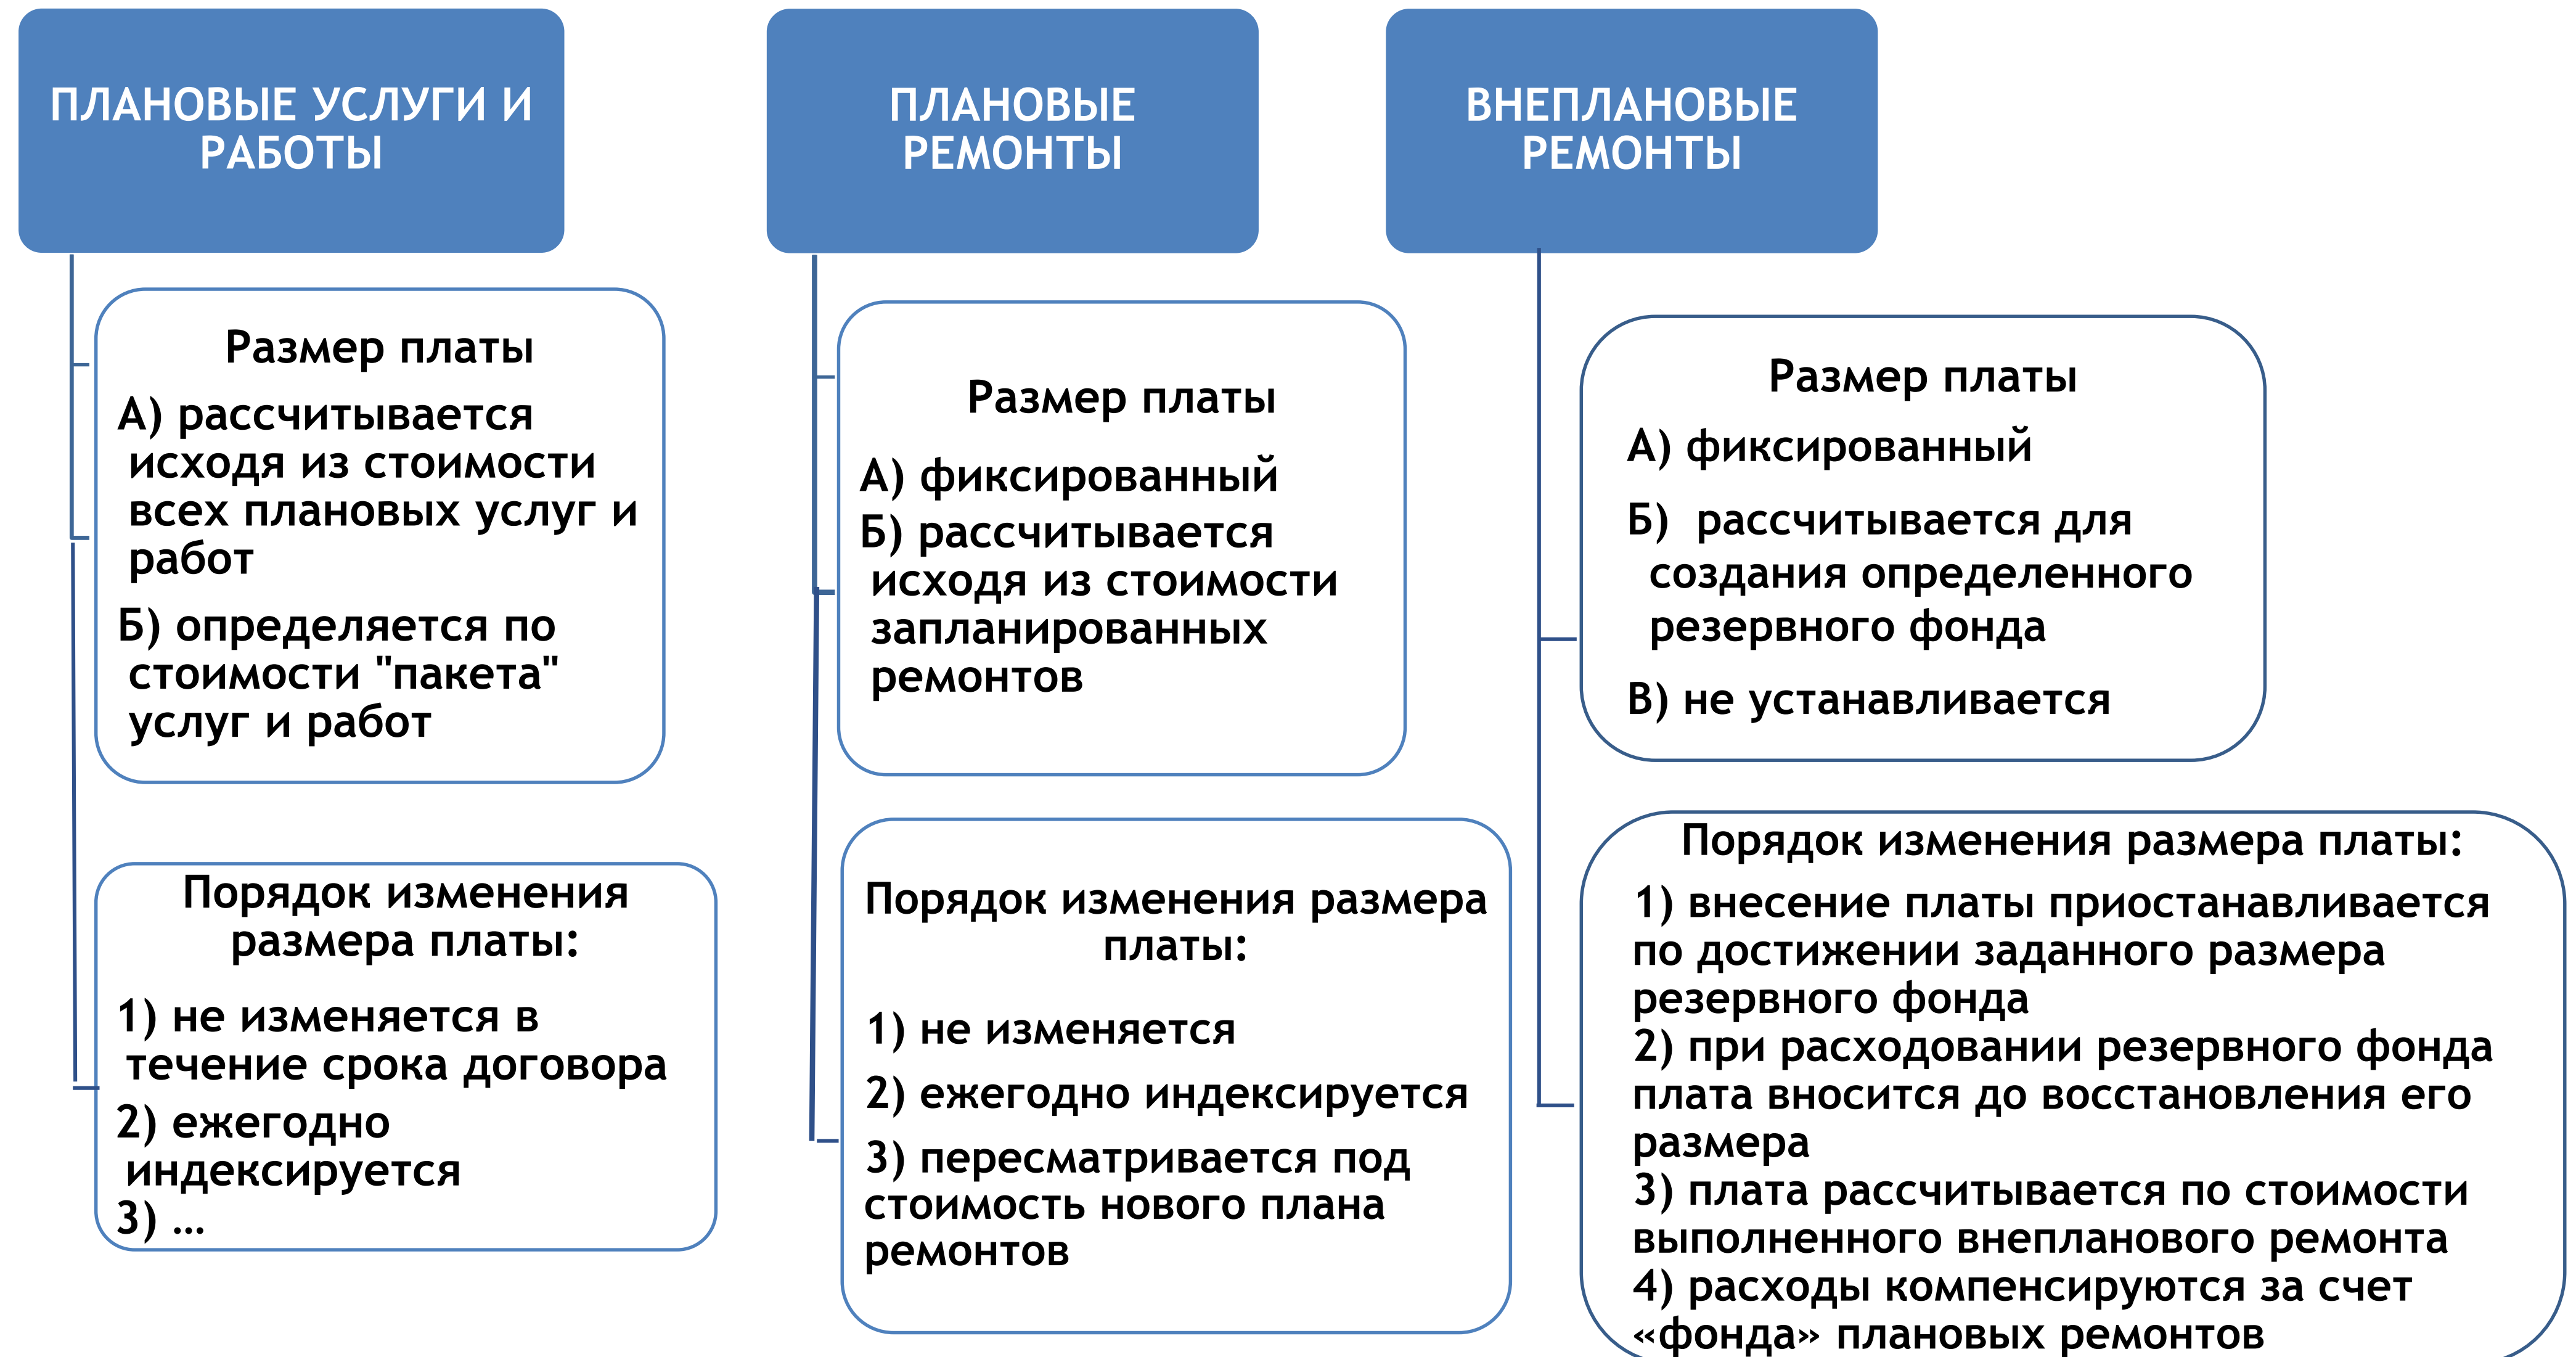 ПЛАНОВЫЕ УСЛУГИ И
РАБОТЫ
Размер платы
А) рассчитывается
исходя из стоимости
всех плановых услуг и
работ
Б) определяется по
стоимости "пакета"
услуг и работ
Порядок изменения
размера платы:
1) не изменяется в
течение срока договора
2) ежегодно
индексируется
3) ...
ПЛАНОВЫЕ
РЕМОНТЫ
Размер платы
А) фиксированный
Б) рассчитывается
исходя из стоимости
запланированных
ремонтов
Порядок изменения размера
платы:
1) не изменяется
2) ежегодно индексируется
3) пересматривается под
стоимость нового плана
ремонтов
ВНЕПЛАНОВЫЕ
РЕМОНТЫ
Размер платы
А) фиксированный
Б) рассчитывается для
создания определенного
резервного фонда
В) не устанавливается
Порядок изменения размера платы:
1) внесение платы приостанавливается
по достижении заданного размера
резервного фонда
2) при расходовании резервного фонда
плата вносится до восстановления его
размера
3) плата рассчитывается по стоимости
выполненного внепланового ремонта
4) расходы компенсируются за счет
«фонда» плановых ремонтов